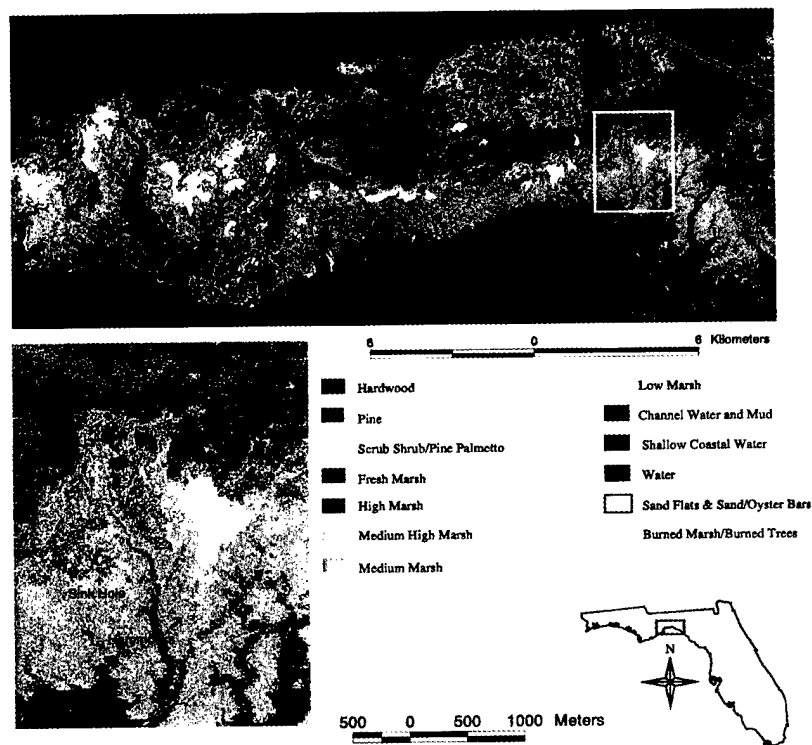 6 0 6 Kilometers
Hardwood
Pine
Scrub Shrub/Pine Palmetto
Fresh Marsh
High Marsh
Medium High Marsh
Medium Marsh
Low Marsh
Channel Water and Mud
Shallow Coastal Water
Water
Sand Flats & Sand/Oyster Bars
Burned Marsh/Burned Trees
Sink Hole
N
500 0 500 1000 Meters